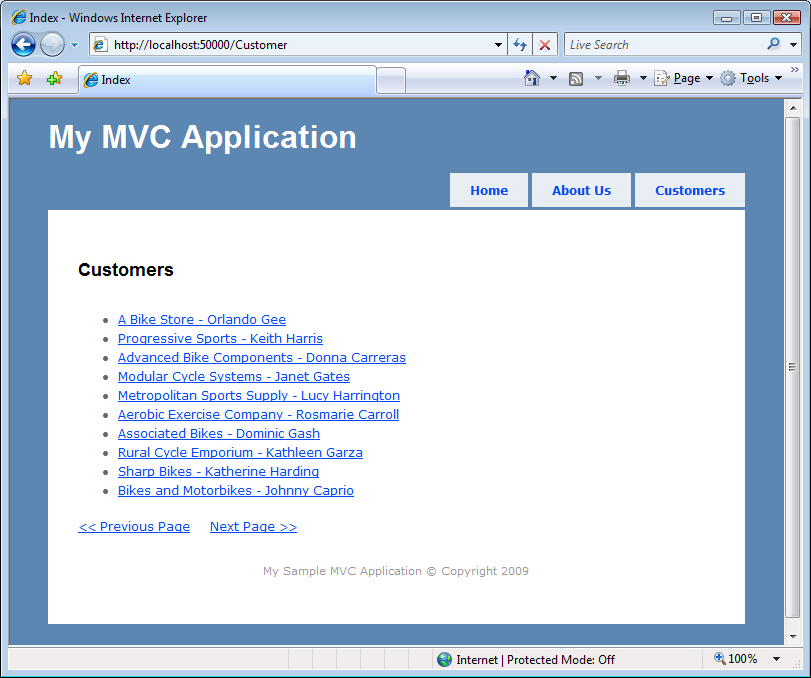 Index - Windows Internet Explorer
http://localhost:50000/Customer
Live Search
Index
Page
Tools
My MVC Application
Home About Us Customers
Customers
A Bike Store - Orlando Gee
Progressive Sports - Keith Harris
Advanced Bike Components - Donna Carreras
Modular Cycle Systems - Janet Gates
Metropolitan Sports Supply - Lucy Harrington
Aerobic Exercise Company - Rosmarie Carroll
Associated Bikes - Dominic Gash
Rural Cycle Emporium - Kathleen Garza
Sharp Bikes - Katherine Harding
Bikes and Motorbikes - Johnny Caprio
<< Previous Page Next Page >>
My Sample MVC Application © Copyright 2009
Internet | Protected Mode: Off
100%